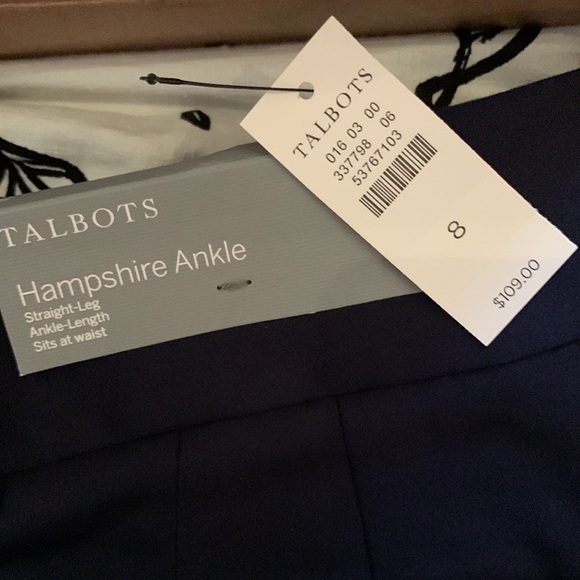 TALBOTS
Hampshire Ankle
Straight-Leg
Ankle-Length
Sits at waist
TALBOTS
016 03 00
337798 06
53767103
8
$109.00